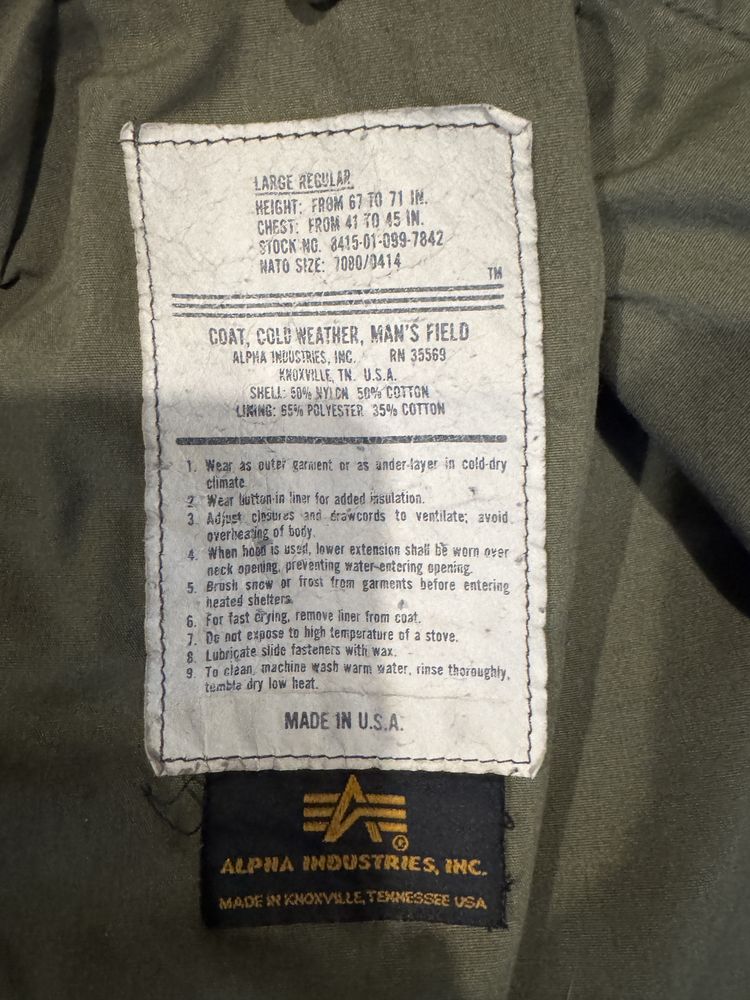 LARGE REGULAR
HEIGHT: FROM 67 TO 71 IN.
CHEST: FROM 41 TO 45 IN.
STOCK NO. 8415-01-099-7842
NATO SIZE: 7080/0414
TM
COAT, COLD WEATHER, MAN'S FIELD
ALPHA INDUSTRIES, INC. RN 35569
KNOXVILLE, TN. U.S.A.
SHELL: 50% NYLON 50% COTTON
LINING: 65% POLYESTER 35% COTTON
1. Wear as outer garment or as under-layer in cold-dry
climate.
2. Wear button-in liner for added insulation.
3. Adjust closures and drawcords to ventilate; avoid
overheating of body.
4. When hood is used, lower extension shall be worn over
neck opening, preventing water-entering opening.
5. Brush snow or frost from garments before entering
heated shelters.
6. For fast drying, remove liner from coat.
7. Do not expose to high temperature of a stove.
8. Lubricate slide fasteners with wax.
9. To clean, machine wash warm water, rinse thoroughly,
tumble dry low heat.
MADE IN U.S.A.
®
ALPHA INDUSTRIES, INC.
MADE IN KNOXVILLE, TENNESSEE USA